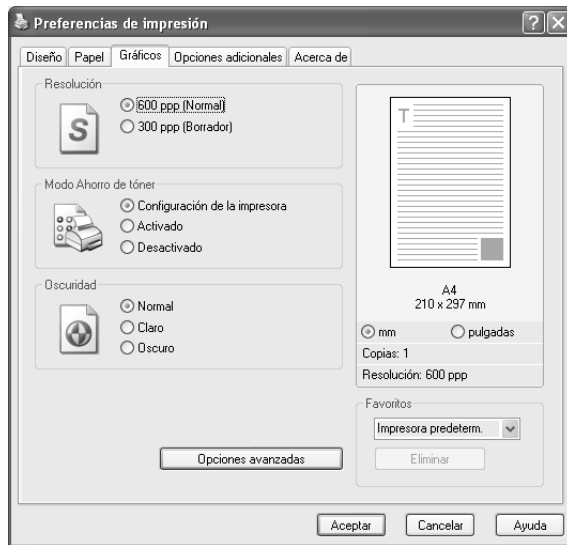 Preferencias de impresión
Diseño Papel Gráficos Opciones adicionales Acerca de
Resolución
S
600 ppp (Normal)
300 ppp (Borrador)
Modo Ahorro de tóner
Configuración de la impresora
Activado
Desactivado
Oscuridad
Normal
Claro
Oscuro
Opciones avanzadas
T
A4
210 x 297 mm
mm pulgadas
Copias: 1
Resolución: 600 ppp
Favoritos
Impresora predeterm.
Eliminar
Aceptar Cancelar Ayuda